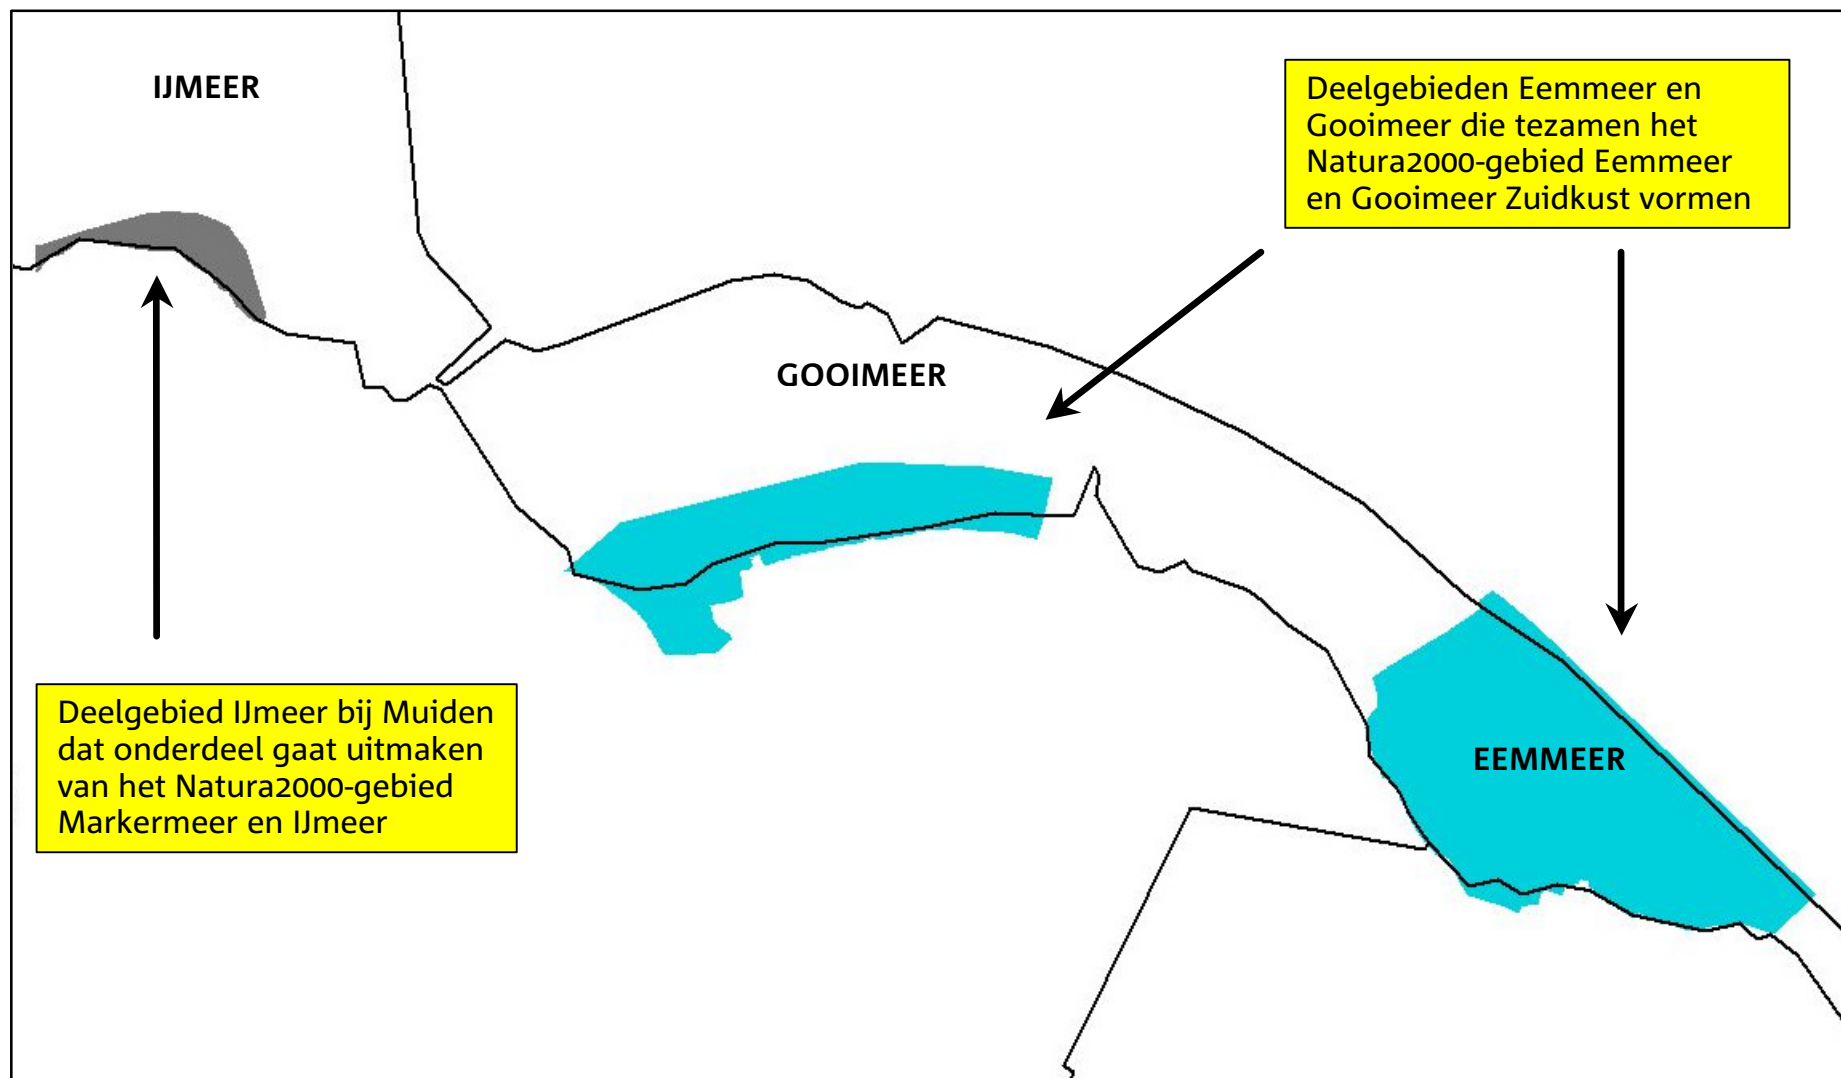 IJMEER
Deelgebieden Eemmeer en
Gooimeer die tezamen het
Natura2000-gebied Eemmeer
en Gooimeer Zuidkust vormen
GOOIMEER
Deelgebied IJmeer bij Muiden
dat onderdeel gaat uitmaken
van het Natura2000-gebied
Markermeer en IJmeer
EEMMEER